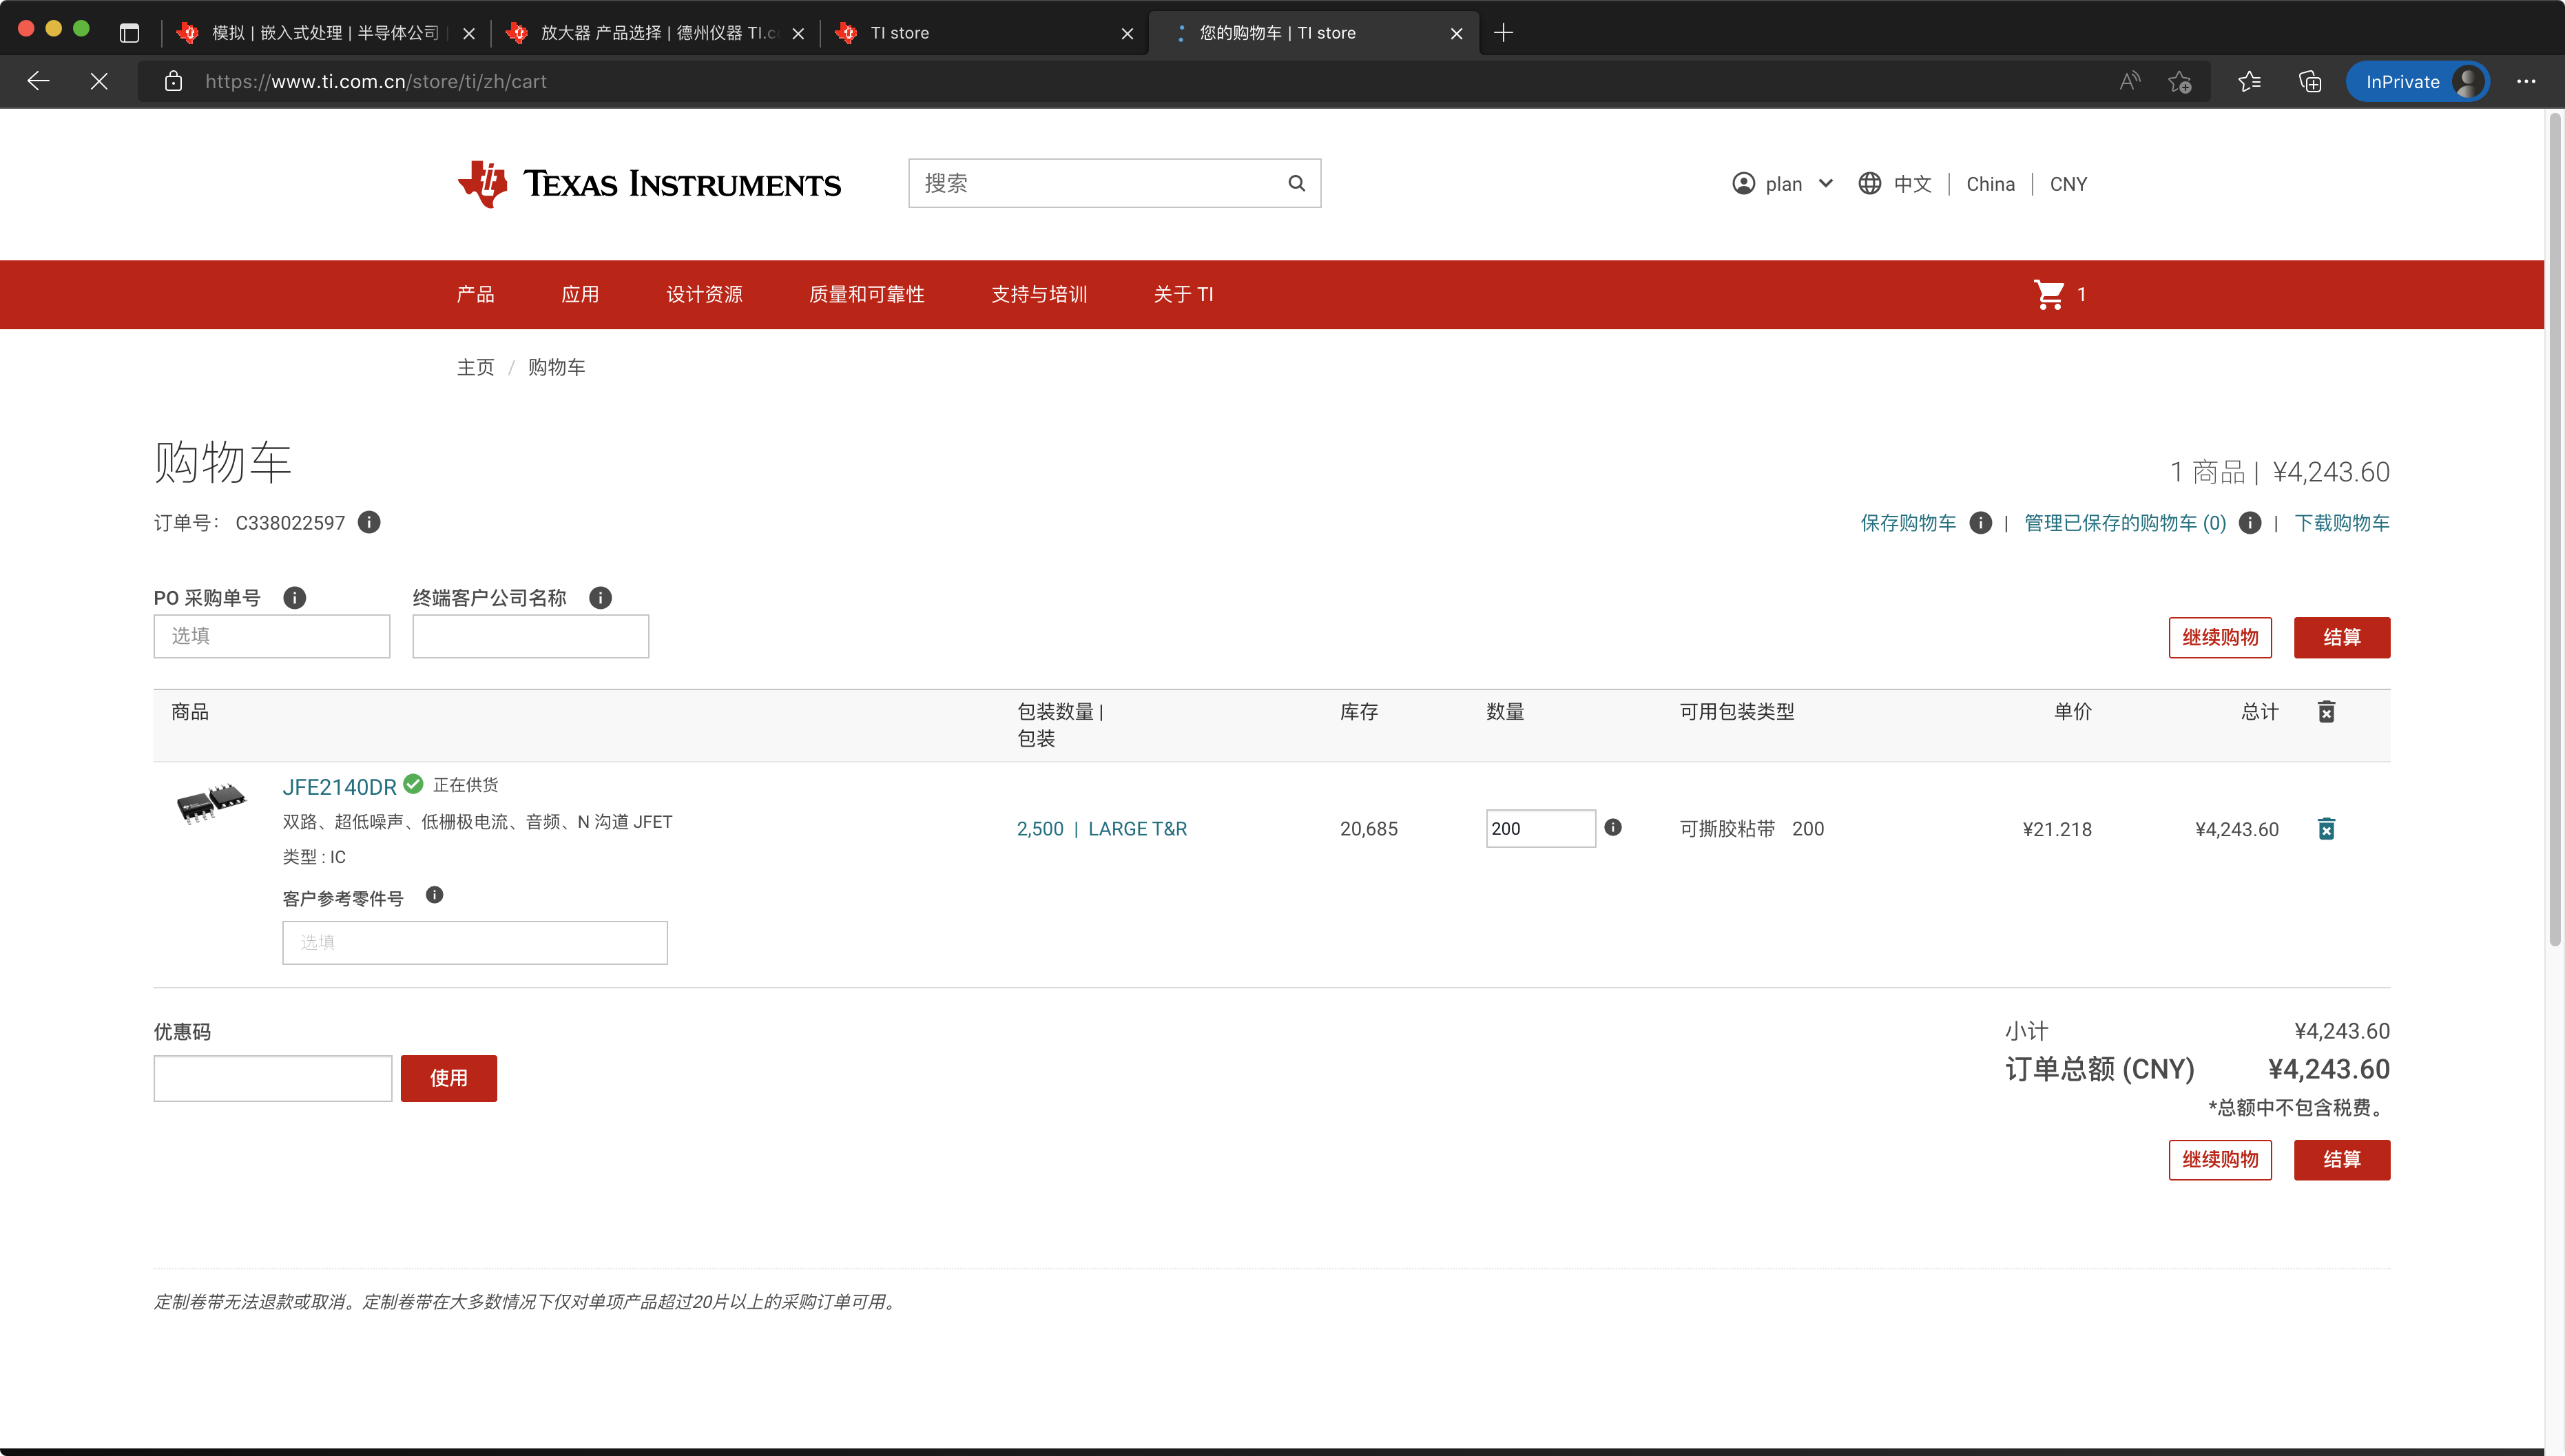 模拟 | 嵌入式处理 | 半导体公司 |
放大器 产品选择 | 德州仪器 TI.c
TI store
您的购物车 | TI store
https://www.ti.com.cn/store/ti/zh/cart
InPrivate
TEXAS INSTRUMENTS
搜索
plan
中文 | China | CNY
产品
应用
设计资源
质量和可靠性
支持与培训
关于 TI
1
主页 / 购物车
购物车
1 商品 | ¥4,243.60
订单号： C338022597
保存购物车 | 管理已保存的购物车 (0) | 下载购物车
PO 采购单号
终端客户公司名称
选填
继续购物
结算
商品
包装数量 |
包装
库存
数量
可用包装类型
单价
总计
JFE2140DR 正在供货
双路、超低噪声、低栅极电流、音频、N 沟道 JFET
类型 : IC
2,500 | LARGE T&R
20,685
200
可撕胶粘带 200
¥21.218
¥4,243.60
客户参考零件号
选填
优惠码
使用
小计 ¥4,243.60
订单总额 (CNY) ¥4,243.60
*总额中不包含税费。
继续购物
结算
定制卷带无法退款或取消。定制卷带在大多数情况下仅对单项产品超过20片以上的采购订单可用。